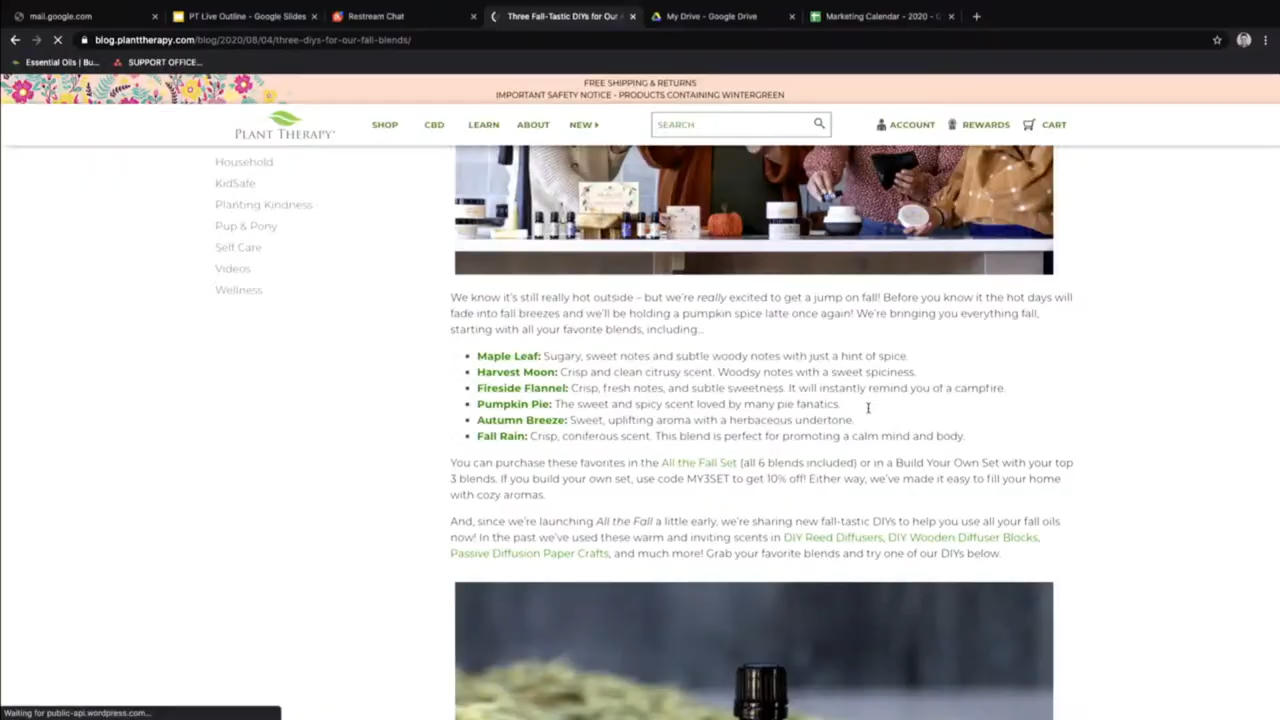 mail.google.com
PT Live Outline - Google Slides
Restream Chat
Three Fall-Tastic DIYs for Our
My Drive - Google Drive
Marketing Calendar - 2020 -
blog.planttherapy.com/blog/2020/08/04/three-diys-for-our-fall-blends/
Essential Oils | Bu...
SUPPORT OFFICE...
FREE SHIPPING & RETURNS
IMPORTANT SAFETY NOTICE - PRODUCTS CONTAINING WINTERGREEN
PLANT THERAPY
SHOP
CBD
LEARN
ABOUT
NEW
SEARCH
ACCOUNT
REWARDS
CART
Household
KidSafe
Planting Kindness
Pup & Pony
Self Care
Videos
Wellness
We know it's still really hot outside – but we're really excited to get a jump on fall! Before you know it the hot days will
fade into fall breezes and we'll be holding a pumpkin spice latte once again! We're bringing you everything fall,
starting with all your favorite blends, including...
Maple Leaf: Sugary, sweet notes and subtle woody notes with just a hint of spice.
Harvest Moon: Crisp and clean citrusy scent. Woodsy notes with a sweet spiciness.
Fireside Flannel: Crisp, fresh notes, and subtle sweetness. It will instantly remind you of a campfire.
Pumpkin Pie: The sweet and spicy scent loved by many pie fanatics.
Autumn Breeze: Sweet, uplifting aroma with a herbaceous undertone.
Fall Rain: Crisp, coniferous scent. This blend is perfect for promoting a calm mind and body.
You can purchase these favorites in the All the Fall Set (all 6 blends included) or in a Build Your Own Set with your top
3 blends. If you build your own set, use code MY3SET to get 10% off! Either way, we've made it easy to fill your home
with cozy aromas.
And, since we're launching All the Fall a little early, we're sharing new fall-tastic DIYs to help you use all your fall oils
now! In the past we've used these warm and inviting scents in DIY Reed Diffusers, DIY Wooden Diffuser Blocks,
Passive Diffusion Paper Crafts, and much more! Grab your favorite blends and try one of our DIYs below.
Waiting for public-api.wordpress.com...